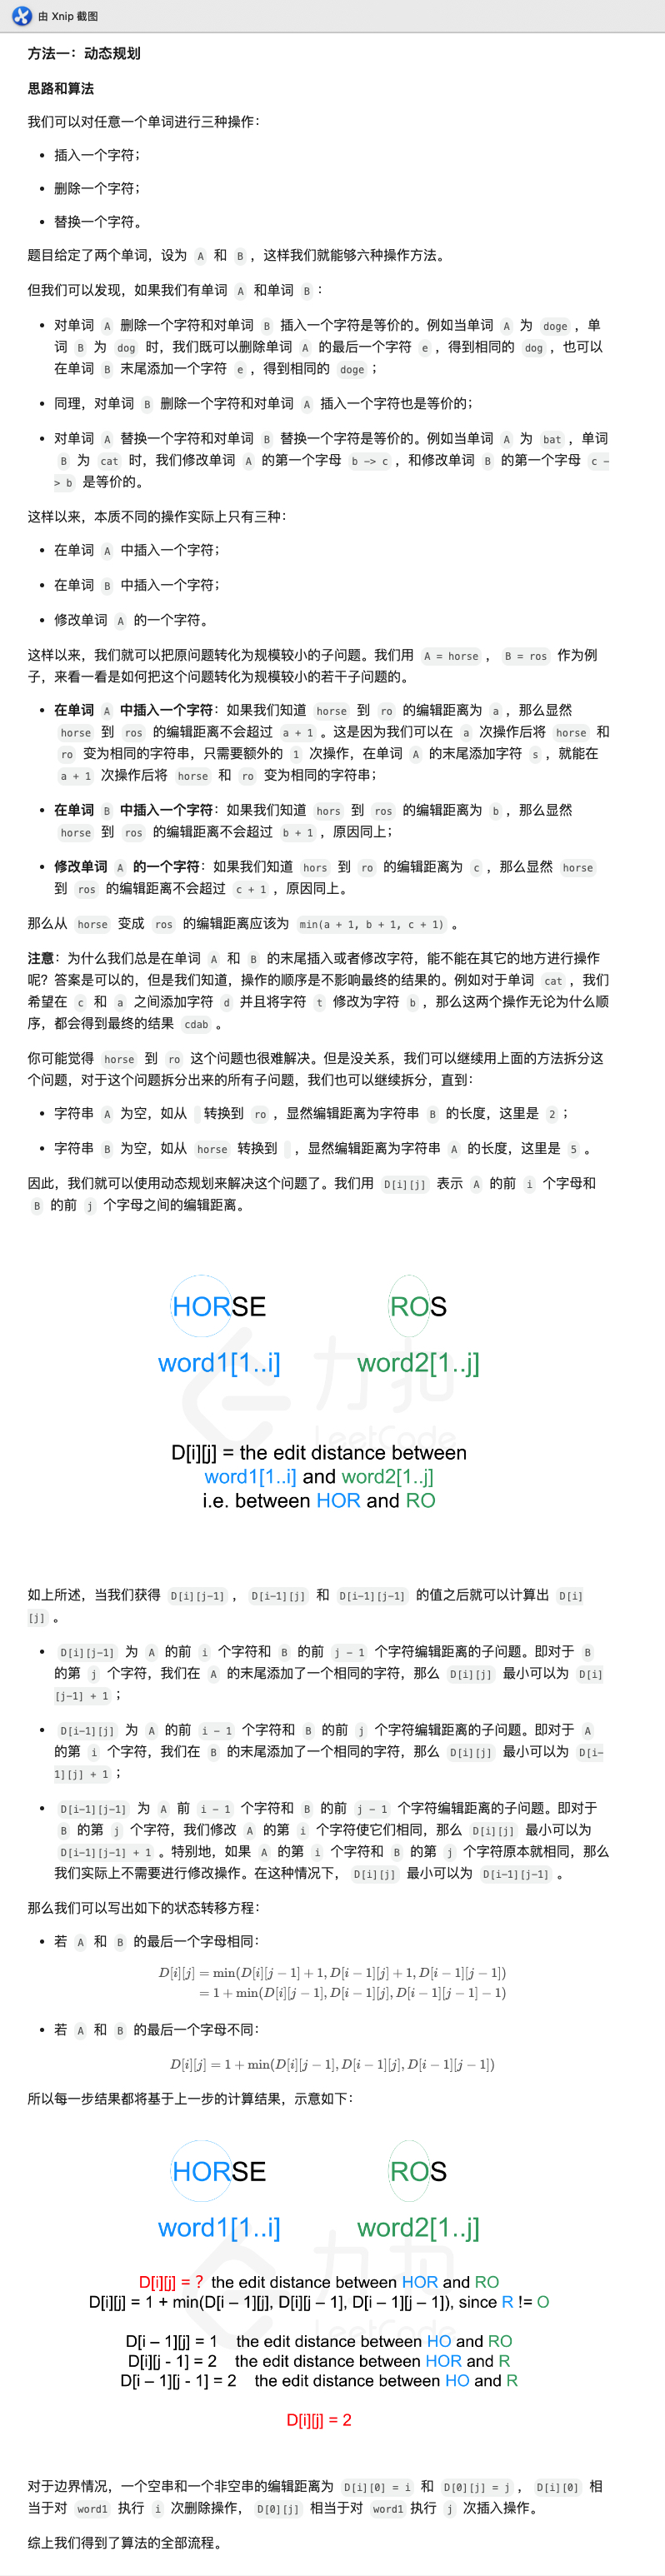 由 Xnip 截图
方法一：动态规划
思路和算法
我们可以对任意一个单词进行三种操作：
• 插入一个字符；
• 删除一个字符；
• 替换一个字符。
题目给定了两个单词，设为 A 和 B，这样我们就能够六种操作方法。
但我们可以发现，如果我们有单词 A 和单词 B：
• 对单词 A 删除一个字符和对单词 B 插入一个字符是等价的。例如当单词 A 为 doge，单
词 B 为 dog 时，我们既可以删除单词 A 的最后一个字符 e，得到相同的 dog，也可以
在单词 B 末尾添加一个字符 e，得到相同的 doge；
• 同理，对单词 B 删除一个字符和对单词 A 插入一个字符也是等价的；
• 对单词 A 替换一个字符和对单词 B 替换一个字符是等价的。例如当单词 A 为 bat，单词
B 为 cat 时，我们修改单词 A 的第一个字母 b -> c，和修改单词 B 的第一个字母 c -
> b 是等价的。
这样以来，本质不同的操作实际上只有三种：
• 在单词 A 中插入一个字符；
• 在单词 B 中插入一个字符；
• 修改单词 A 的一个字符。
这样以来，我们就可以把原问题转化为规模较小的子问题。我们用 A = horse，B = ros 作为例
子，来看一看是如何把这个问题转化为规模较小的若干子问题的。
• 在单词 A 中插入一个字符：如果我们知道 horse 到 ro 的编辑距离为 a，那么显然
horse 到 ros 的编辑距离不会超过 a + 1。这是因为我们可以在 a 次操作后将 horse 和
ro 变为相同的字符串，只需要额外的 1 次操作，在单词 A 的末尾添加字符 s，就能在
a + 1 次操作后将 horse 和 ro 变为相同的字符串；
• 在单词 B 中插入一个字符：如果我们知道 hors 到 ros 的编辑距离为 b，那么显然
horse 到 ros 的编辑距离不会超过 b + 1，原因同上；
• 修改单词 A 的一个字符：如果我们知道 hors 到 ro 的编辑距离为 c，那么显然 horse
到 ros 的编辑距离不会超过 c + 1，原因同上。
那么从 horse 变成 ros 的编辑距离应该为 min(a + 1, b + 1, c + 1)。
注意：为什么我们总是在单词 A 和 B 的末尾插入或者修改字符，能不能在其它的地方进行操作
呢？答案是可以的，但是我们知道，操作的顺序是不影响最终的结果的。例如对于单词 cat，我们
希望在 c 和 a 之间添加字符 d 并且将字符 t 修改为字符 b，那么这两个操作无论为什么顺
序，都会得到最终的结果 cdab。
你可能觉得 horse 到 ro 这个问题也很难解决。但是没关系，我们可以继续用上面的方法拆分这
个问题，对于这个问题拆分出来的所有子问题，我们也可以继续拆分，直到：
• 字符串 A 为空，如从 转换到 ro，显然编辑距离为字符串 B 的长度，这里是 2；
• 字符串 B 为空，如从 horse 转换到 ，显然编辑距离为字符串 A 的长度，这里是 5。
因此，我们就可以使用动态规划来解决这个问题了。我们用 D[i][j] 表示 A 的前 i 个字母和
B 的前 j 个字母之间的编辑距离。
HORSE ROS
word1[1..i] word2[1..j]
力扣
LeetCode
D[i][j] = the edit distance between
word1[1..i] and word2[1..j]
i.e. between HOR and RO
如上所述，当我们获得 D[i][j-1]，D[i-1][j] 和 D[i-1][j-1] 的值之后就可以计算出 D[i]
[j]。
• D[i][j-1] 为 A 的前 i 个字符和 B 的前 j - 1 个字符编辑距离的子问题。即对于 B
的第 j 个字符，我们在 A 的末尾添加了一个相同的字符，那么 D[i][j] 最小可以为 D[i]
[j-1] + 1；
• D[i-1][j] 为 A 的前 i - 1 个字符和 B 的前 j 个字符编辑距离的子问题。即对于 A
的第 i 个字符，我们在 B 的末尾添加了一个相同的字符，那么 D[i][j] 最小可以为 D[i-
1][j] + 1；
• D[i-1][j-1] 为 A 前 i - 1 个字符和 B 的前 j - 1 个字符编辑距离的子问题。即对于
B 的第 j 个字符，我们修改 A 的第 i 个字符使它们相同，那么 D[i][j] 最小可以为
D[i-1][j-1] + 1。特别地，如果 A 的第 i 个字符和 B 的第 j 个字符原本就相同，那么
我们实际上不需要进行修改操作。在这种情况下，D[i][j] 最小可以为 D[i-1][j-1]。
那么我们可以写出如下的状态转移方程：
• 若 A 和 B 的最后一个字母相同：
D[i][j] = min(D[i][j − 1] + 1, D[i − 1][j] + 1, D[i − 1][j − 1])
= 1 + min(D[i][j − 1], D[i − 1][j], D[i − 1][j − 1] − 1)
• 若 A 和 B 的最后一个字母不同：
D[i][j] = 1 + min(D[i][j − 1], D[i − 1][j], D[i − 1][j − 1])
所以每一步结果都将基于上一步的计算结果，示意如下：
HORSE ROS
word1[1..i] word2[1..j]
力扣
LeetCode
D[i][j] = ? the edit distance between HOR and RO
D[i][j] = 1 + min(D[i – 1][j], D[i][j – 1], D[i – 1][j – 1]), since R != O
D[i – 1][j] = 1 the edit distance between HO and RO
D[i][j - 1] = 2 the edit distance between HOR and R
D[i – 1][j - 1] = 2 the edit distance between HO and R
D[i][j] = 2
对于边界情况，一个空串和一个非空串的编辑距离为 D[i][0] = i 和 D[0][j] = j，D[i][0] 相
当于对 word1 执行 i 次删除操作，D[0][j] 相当于对 word1 执行 j 次插入操作。
综上我们得到了算法的全部流程。